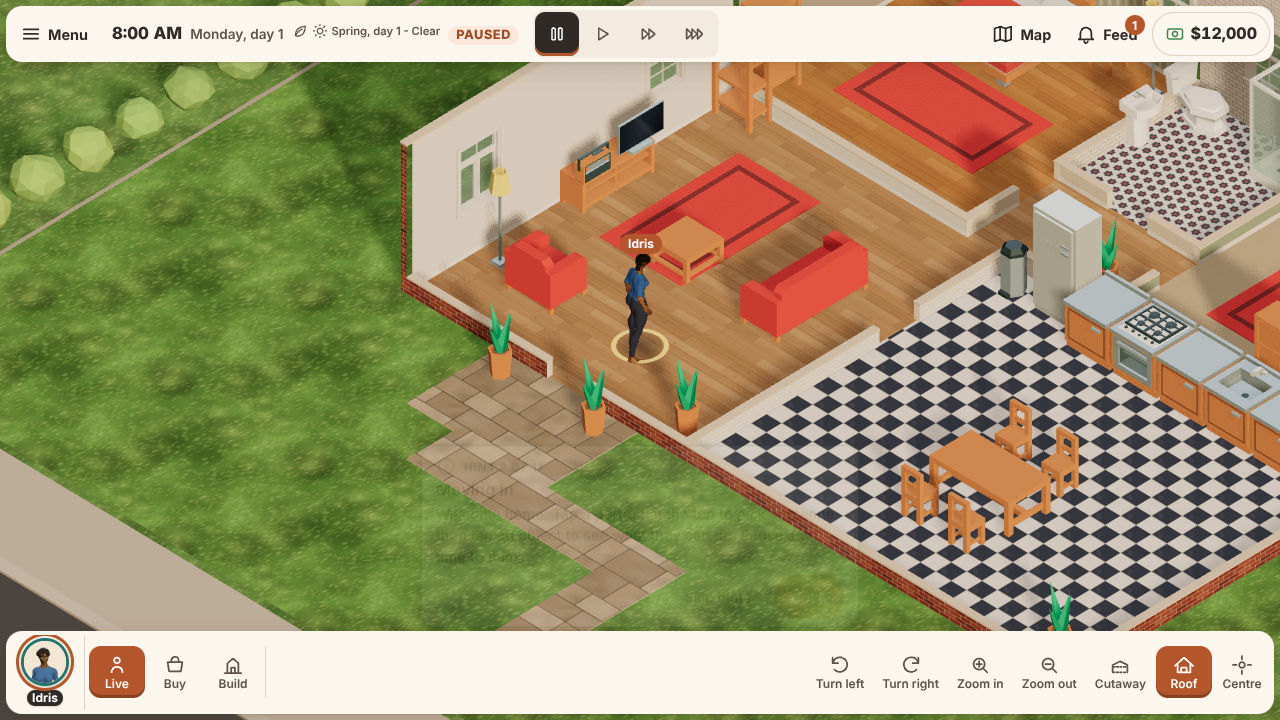 Menu
8:00 AM Monday, day 1
Spring, day 1 - Clear
PAUSED
Map
Feed
1
$12,000
Idris
Idris
Live
Buy
Build
Turn left
Turn right
Zoom in
Zoom out
Cutaway
Roof
Centre